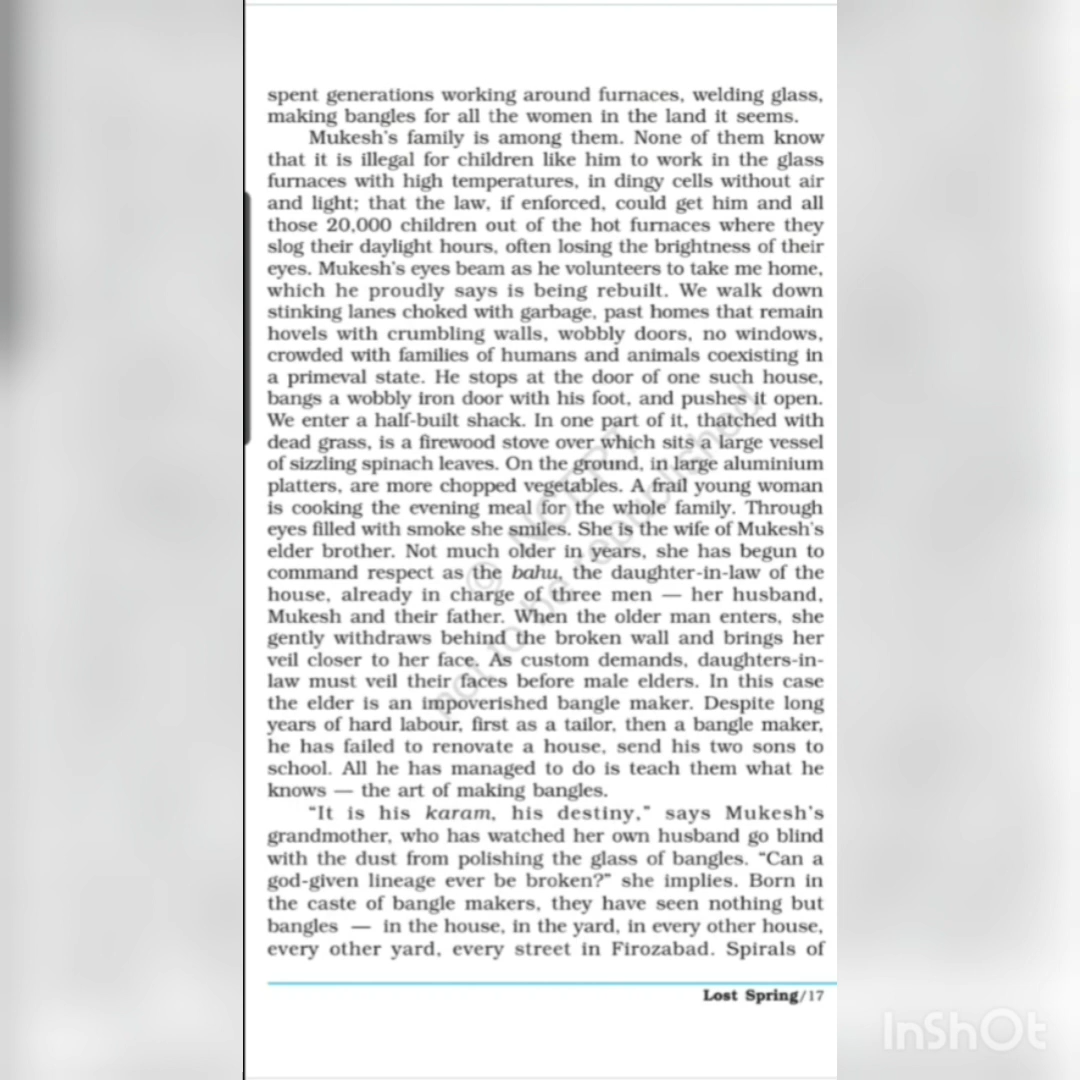 spent generations working around furnaces, welding glass,
making bangles for all the women in the land it seems.
Mukesh's family is among them. None of them know
that it is illegal for children like him to work in the glass
furnaces with high temperatures, in dingy cells without air
and light; that the law, if enforced, could get him and all
those 20,000 children out of the hot furnaces where they
slog their daylight hours, often losing the brightness of their
eyes. Mukesh's eyes beam as he volunteers to take me home,
which he proudly says is being rebuilt. We walk down
stinking lanes choked with garbage, past homes that remain
hovels with crumbling walls, wobbly doors, no windows,
crowded with families of humans and animals coexisting in
a primeval state. He stops at the door of one such house,
bangs a wobbly iron door with his foot, and pushes it open.
We enter a half-built shack. In one part of it, thatched with
dead grass, is a firewood stove over which sits a large vessel
of sizzling spinach leaves. On the ground, in large aluminium
platters, are more chopped vegetables. A frail young woman
is cooking the evening meal for the whole family. Through
eyes filled with smoke she smiles. She is the wife of Mukesh's
elder brother. Not much older in years, she has begun to
command respect as the bahu, the daughter-in-law of the
house, already in charge of three men — her husband,
Mukesh and their father. When the older man enters, she
gently withdraws behind the broken wall and brings her
veil closer to her face. As custom demands, daughters-in-
law must veil their faces before male elders. In this case
the elder is an impoverished bangle maker. Despite long
years of hard labour, first as a tailor, then a bangle maker,
he has failed to renovate a house, send his two sons to
school. All he has managed to do is teach them what he
knows — the art of making bangles.
"It is his karam, his destiny," says Mukesh's
grandmother, who has watched her own husband go blind
with the dust from polishing the glass of bangles. "Can a
god-given lineage ever be broken?" she implies. Born in
the caste of bangle makers, they have seen nothing but
bangles — in the house, in the yard, in every other house,
every other yard, every street in Firozabad. Spirals of
Lost Spring/17
© NCERT
not to be republished
InShOt